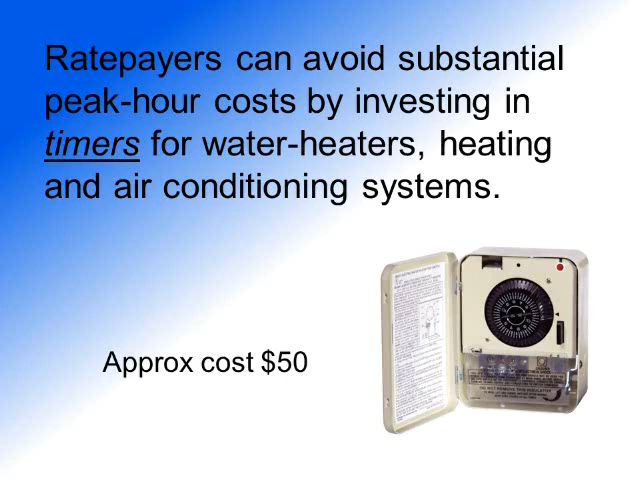 Ratepayers can avoid substantial
peak-hour costs by investing in
timers for water-heaters, heating
and air conditioning systems.
Approx cost $50